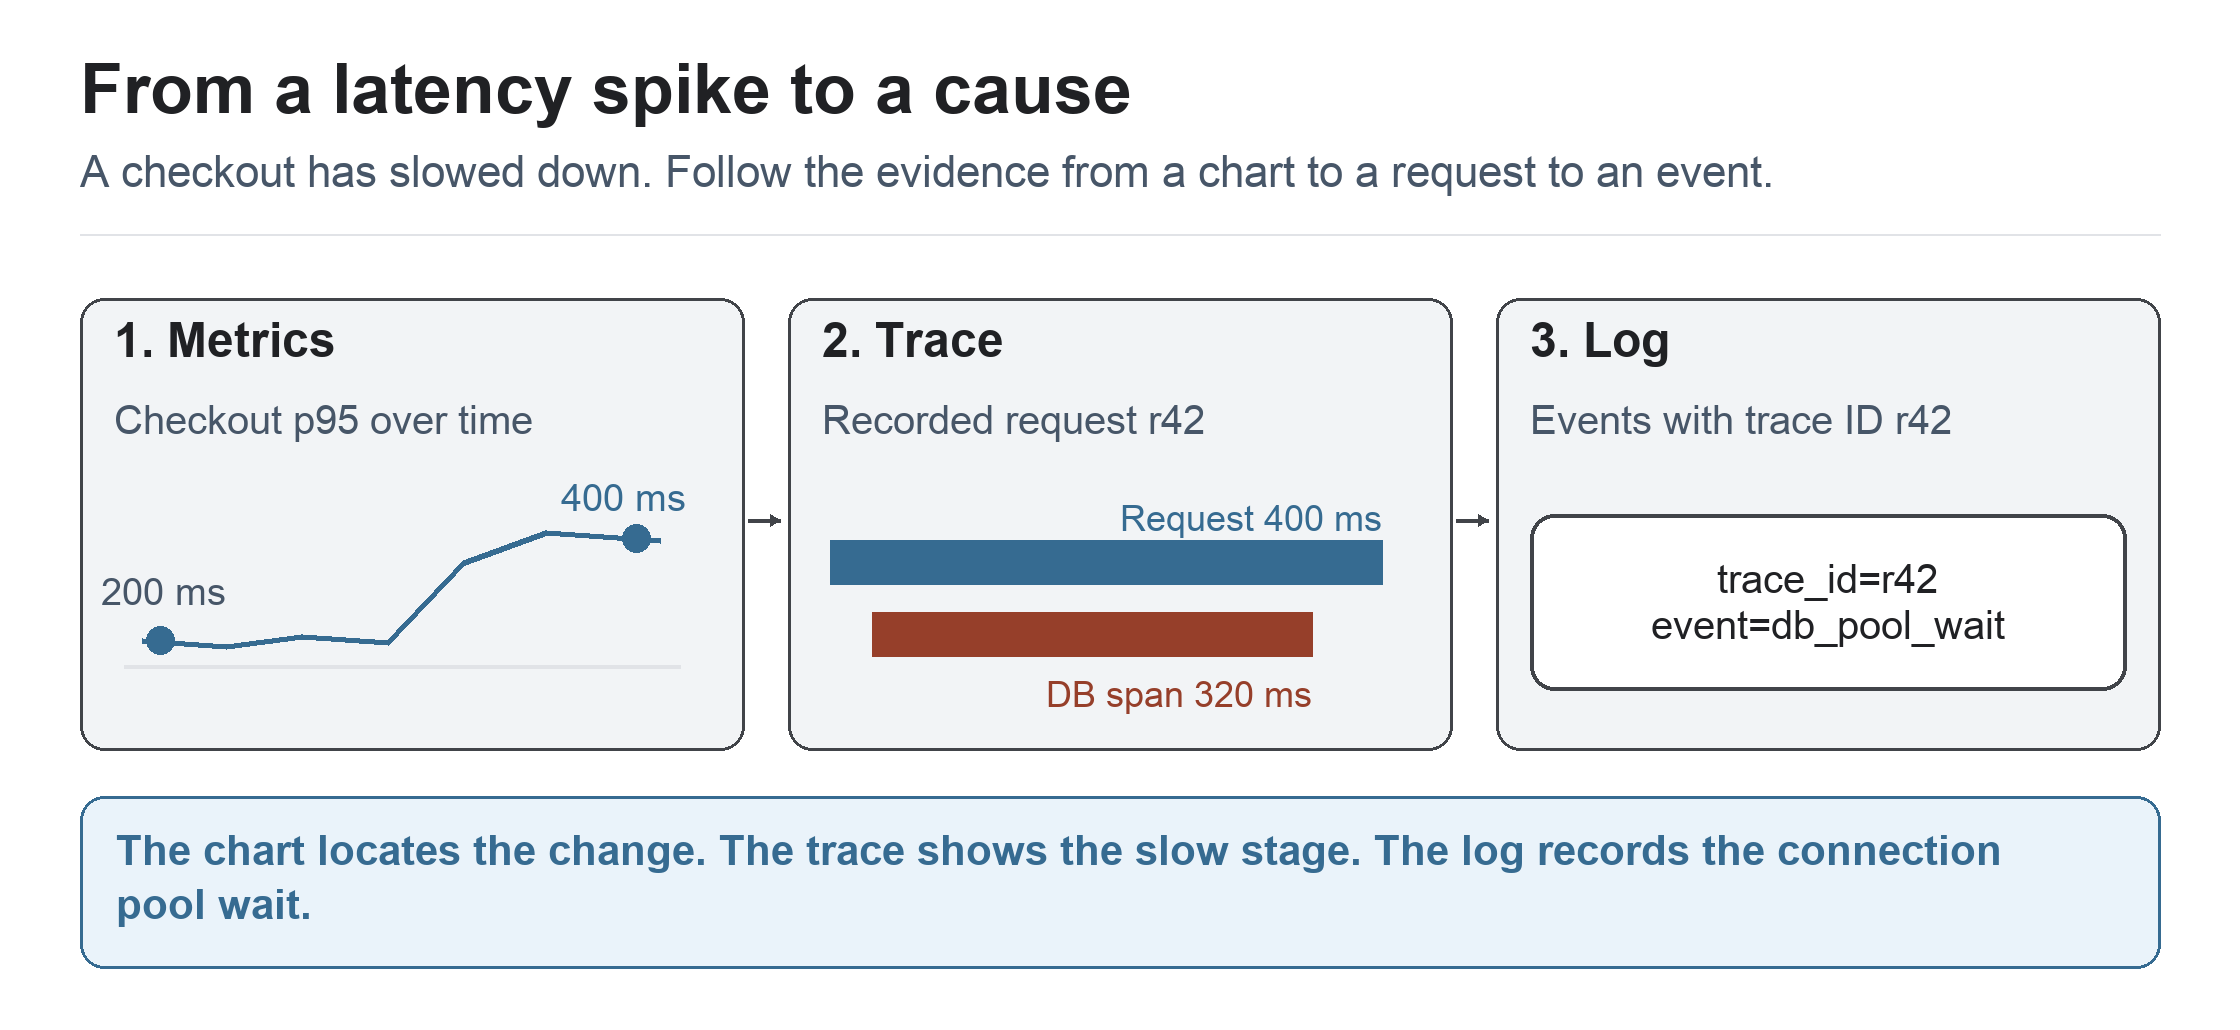 From a latency spike to a cause
A checkout has slowed down. Follow the evidence from a chart to a request to an event.
1. Metrics
Checkout p95 over time
400 ms
200 ms
2. Trace
Recorded request r42
Request 400 ms
DB span 320 ms
3. Log
Events with trace ID r42
trace_id=r42
event=db_pool_wait
The chart locates the change. The trace shows the slow stage. The log records the connection
pool wait.